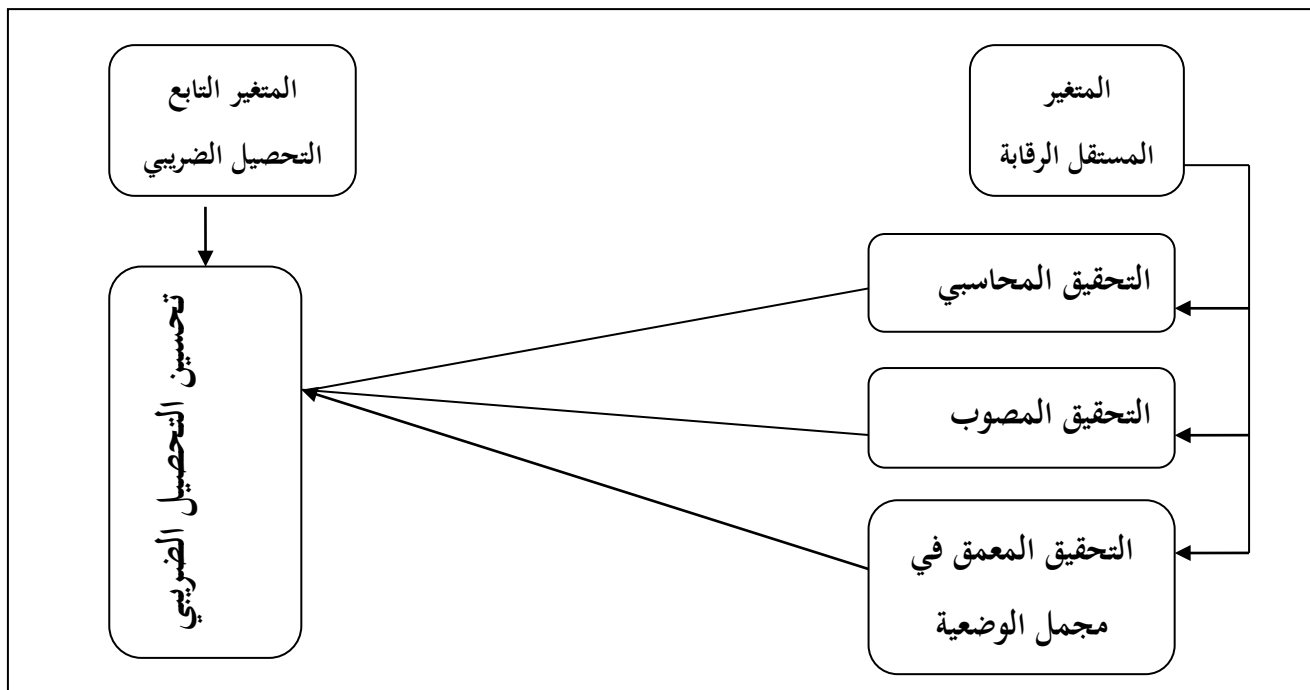 المتغير
المستقل الرقابة
المتغير التابع
التحصيل الضريبي
التحقيق المحاسبي
التحقيق المصوب
التحقيق المعمق في
مجمل الوضعية
تحسين التحصيل الضريبي